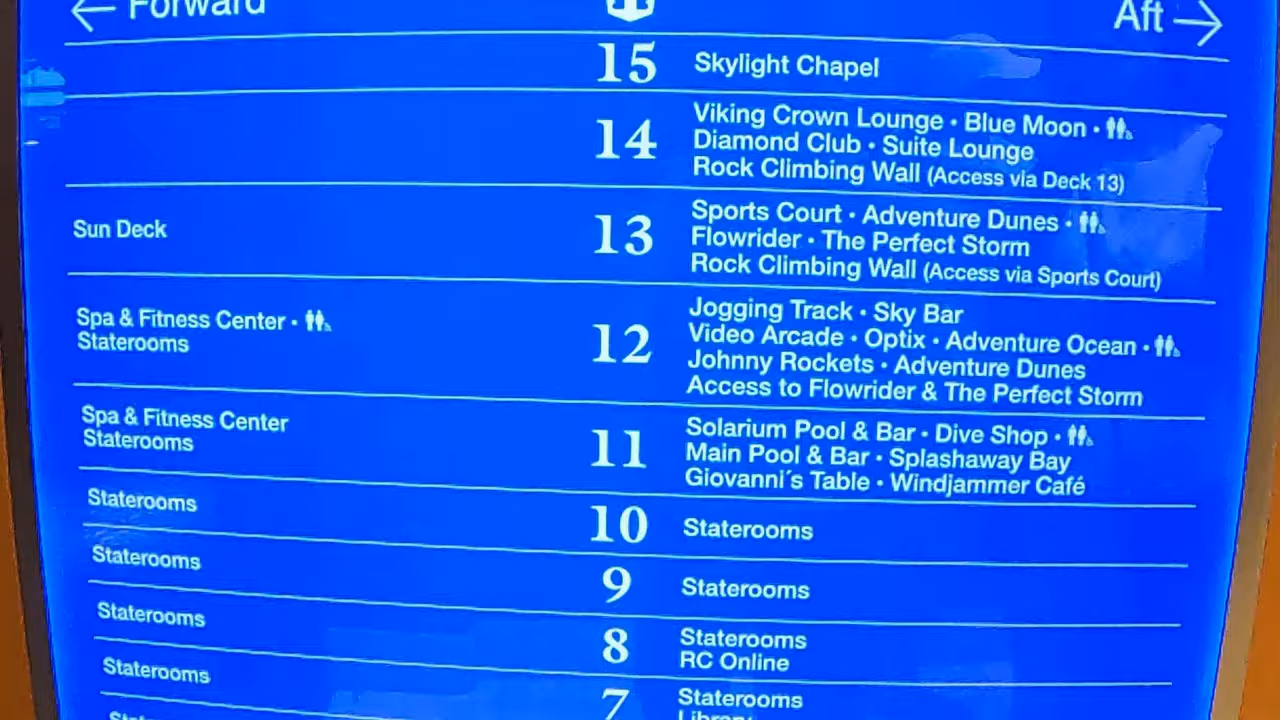 ← Forward
Aft →
15 Skylight Chapel
14 Viking Crown Lounge • Blue Moon •
Diamond Club • Suite Lounge
Rock Climbing Wall (Access via Deck 13)
Sun Deck 13 Sports Court • Adventure Dunes •
Flowrider • The Perfect Storm
Rock Climbing Wall (Access via Sports Court)
Spa & Fitness Center •
Staterooms
12 Jogging Track • Sky Bar
Video Arcade • Optix • Adventure Ocean •
Johnny Rockets • Adventure Dunes
Access to Flowrider & The Perfect Storm
Spa & Fitness Center
Staterooms
11 Solarium Pool & Bar • Dive Shop •
Main Pool & Bar • Splashaway Bay
Giovanni´s Table • Windjammer Café
Staterooms 10 Staterooms
Staterooms 9 Staterooms
Staterooms 8 Staterooms
RC Online
Staterooms 7 Staterooms
Library